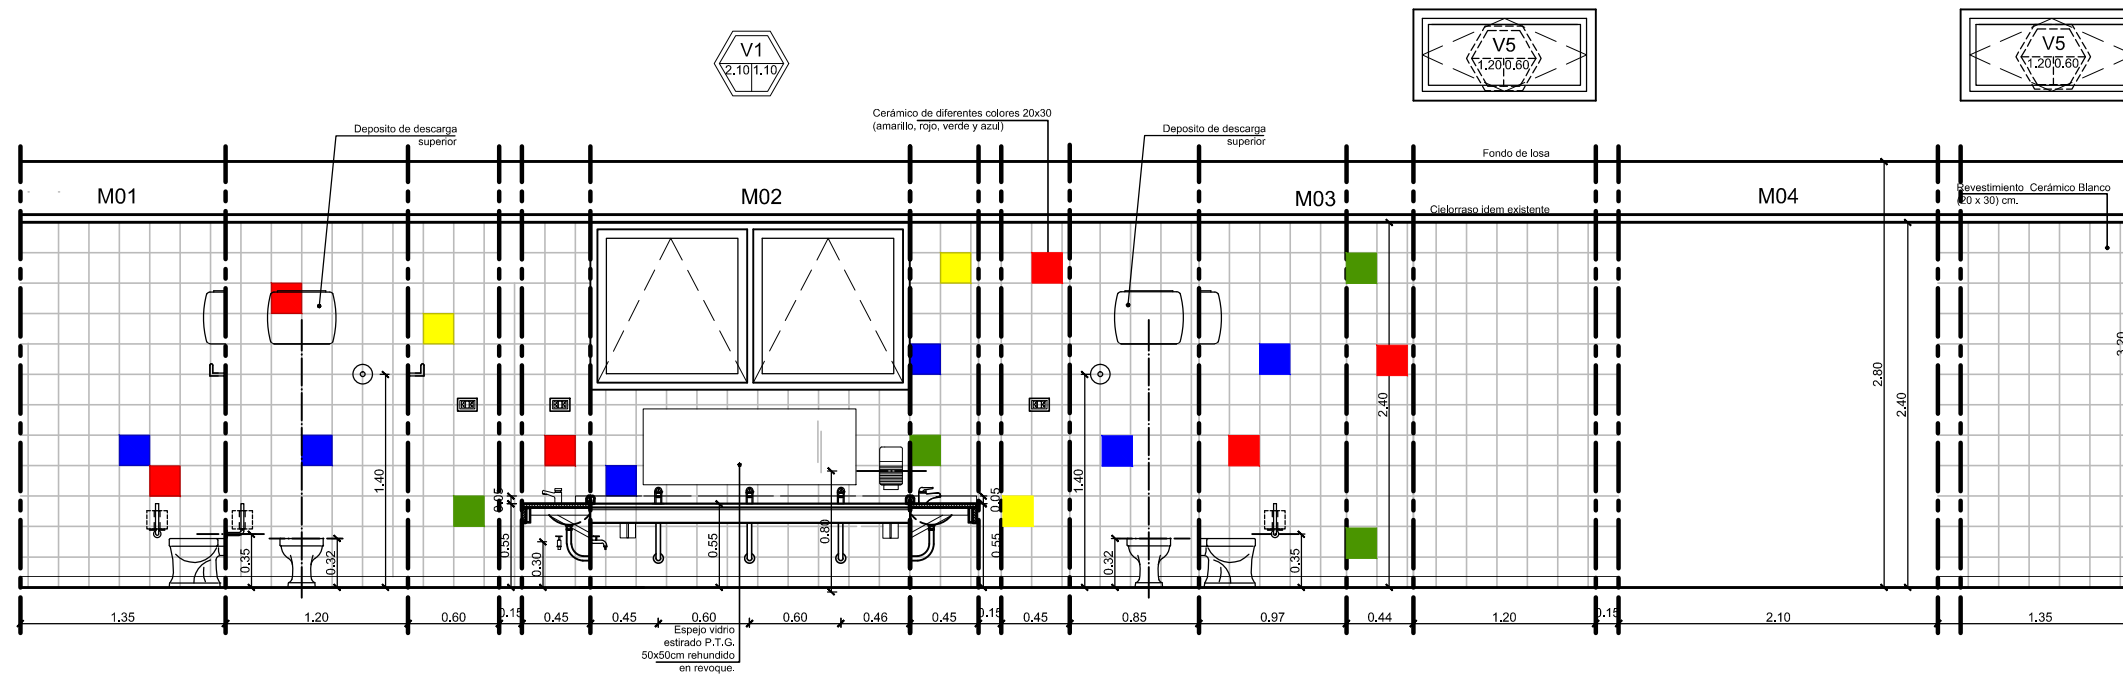 V1
2.10 1.10
V5
1.20 0.60
V5
1.20 0.60
Cerámico de diferentes colores 20x30
(amarillo, rojo, verde y azul)
Deposito de descarga
superior
Deposito de descarga
superior
Fondo de losa
M01
M02
M03
M04
Revestimiento Cerámico Blanco
(20 x 30) cm.
Cielorraso idem existente
3.20
2.80
2.40
2.40
1.40
1.40
0.05
0.05
0.35
0.32
0.55
0.30
0.55
0.80
0.55
0.32
0.35
1.35
1.20
0.60
0.15
0.45
0.45
0.60
0.60
0.46
0.45
0.15
0.45
0.85
0.97
0.44
1.20
0.15
2.10
1.35
Espejo vidrio
estirado P.T.G.
50x50cm rehundido
en revoque.